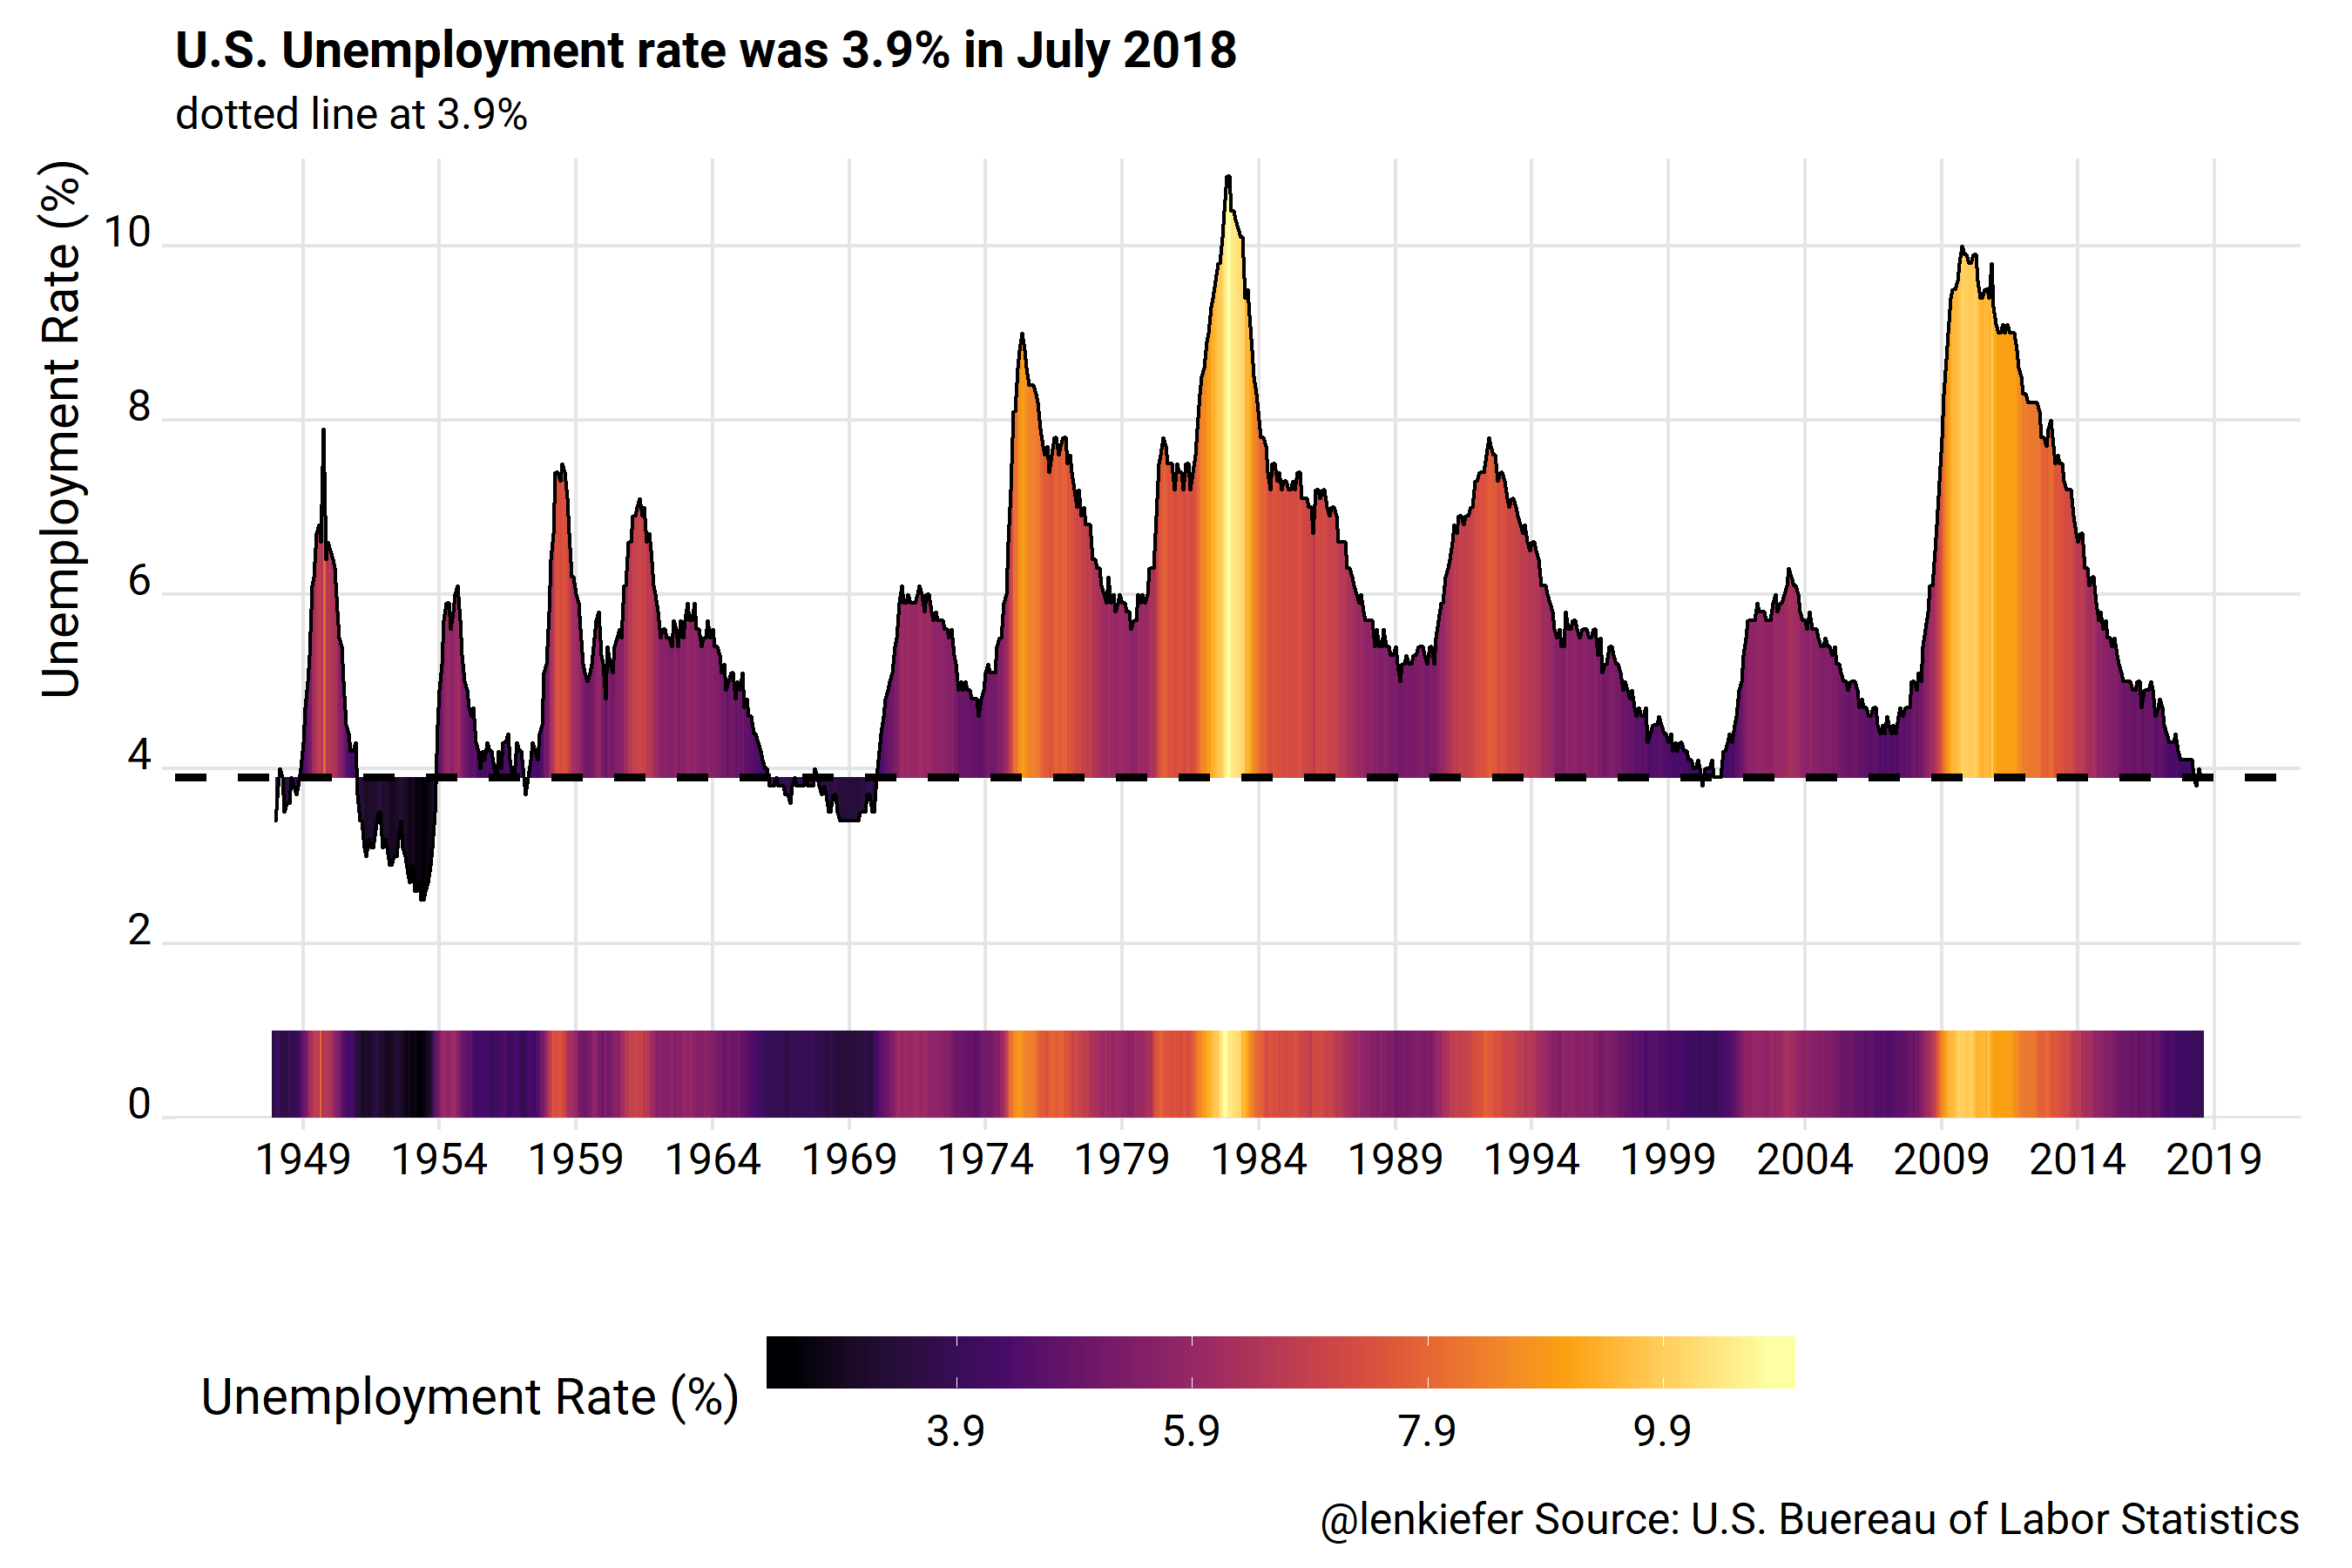 U.S. Unemployment rate was 3.9% in July 2018
dotted line at 3.9%
Unemployment Rate (%)
10
8
6
4
2
0
1949 1954 1959 1964 1969 1974 1979 1984 1989 1994 1999 2004 2009 2014 2019
Unemployment Rate (%)
3.9 5.9 7.9 9.9
@lenkiefer Source: U.S. Buereau of Labor Statistics